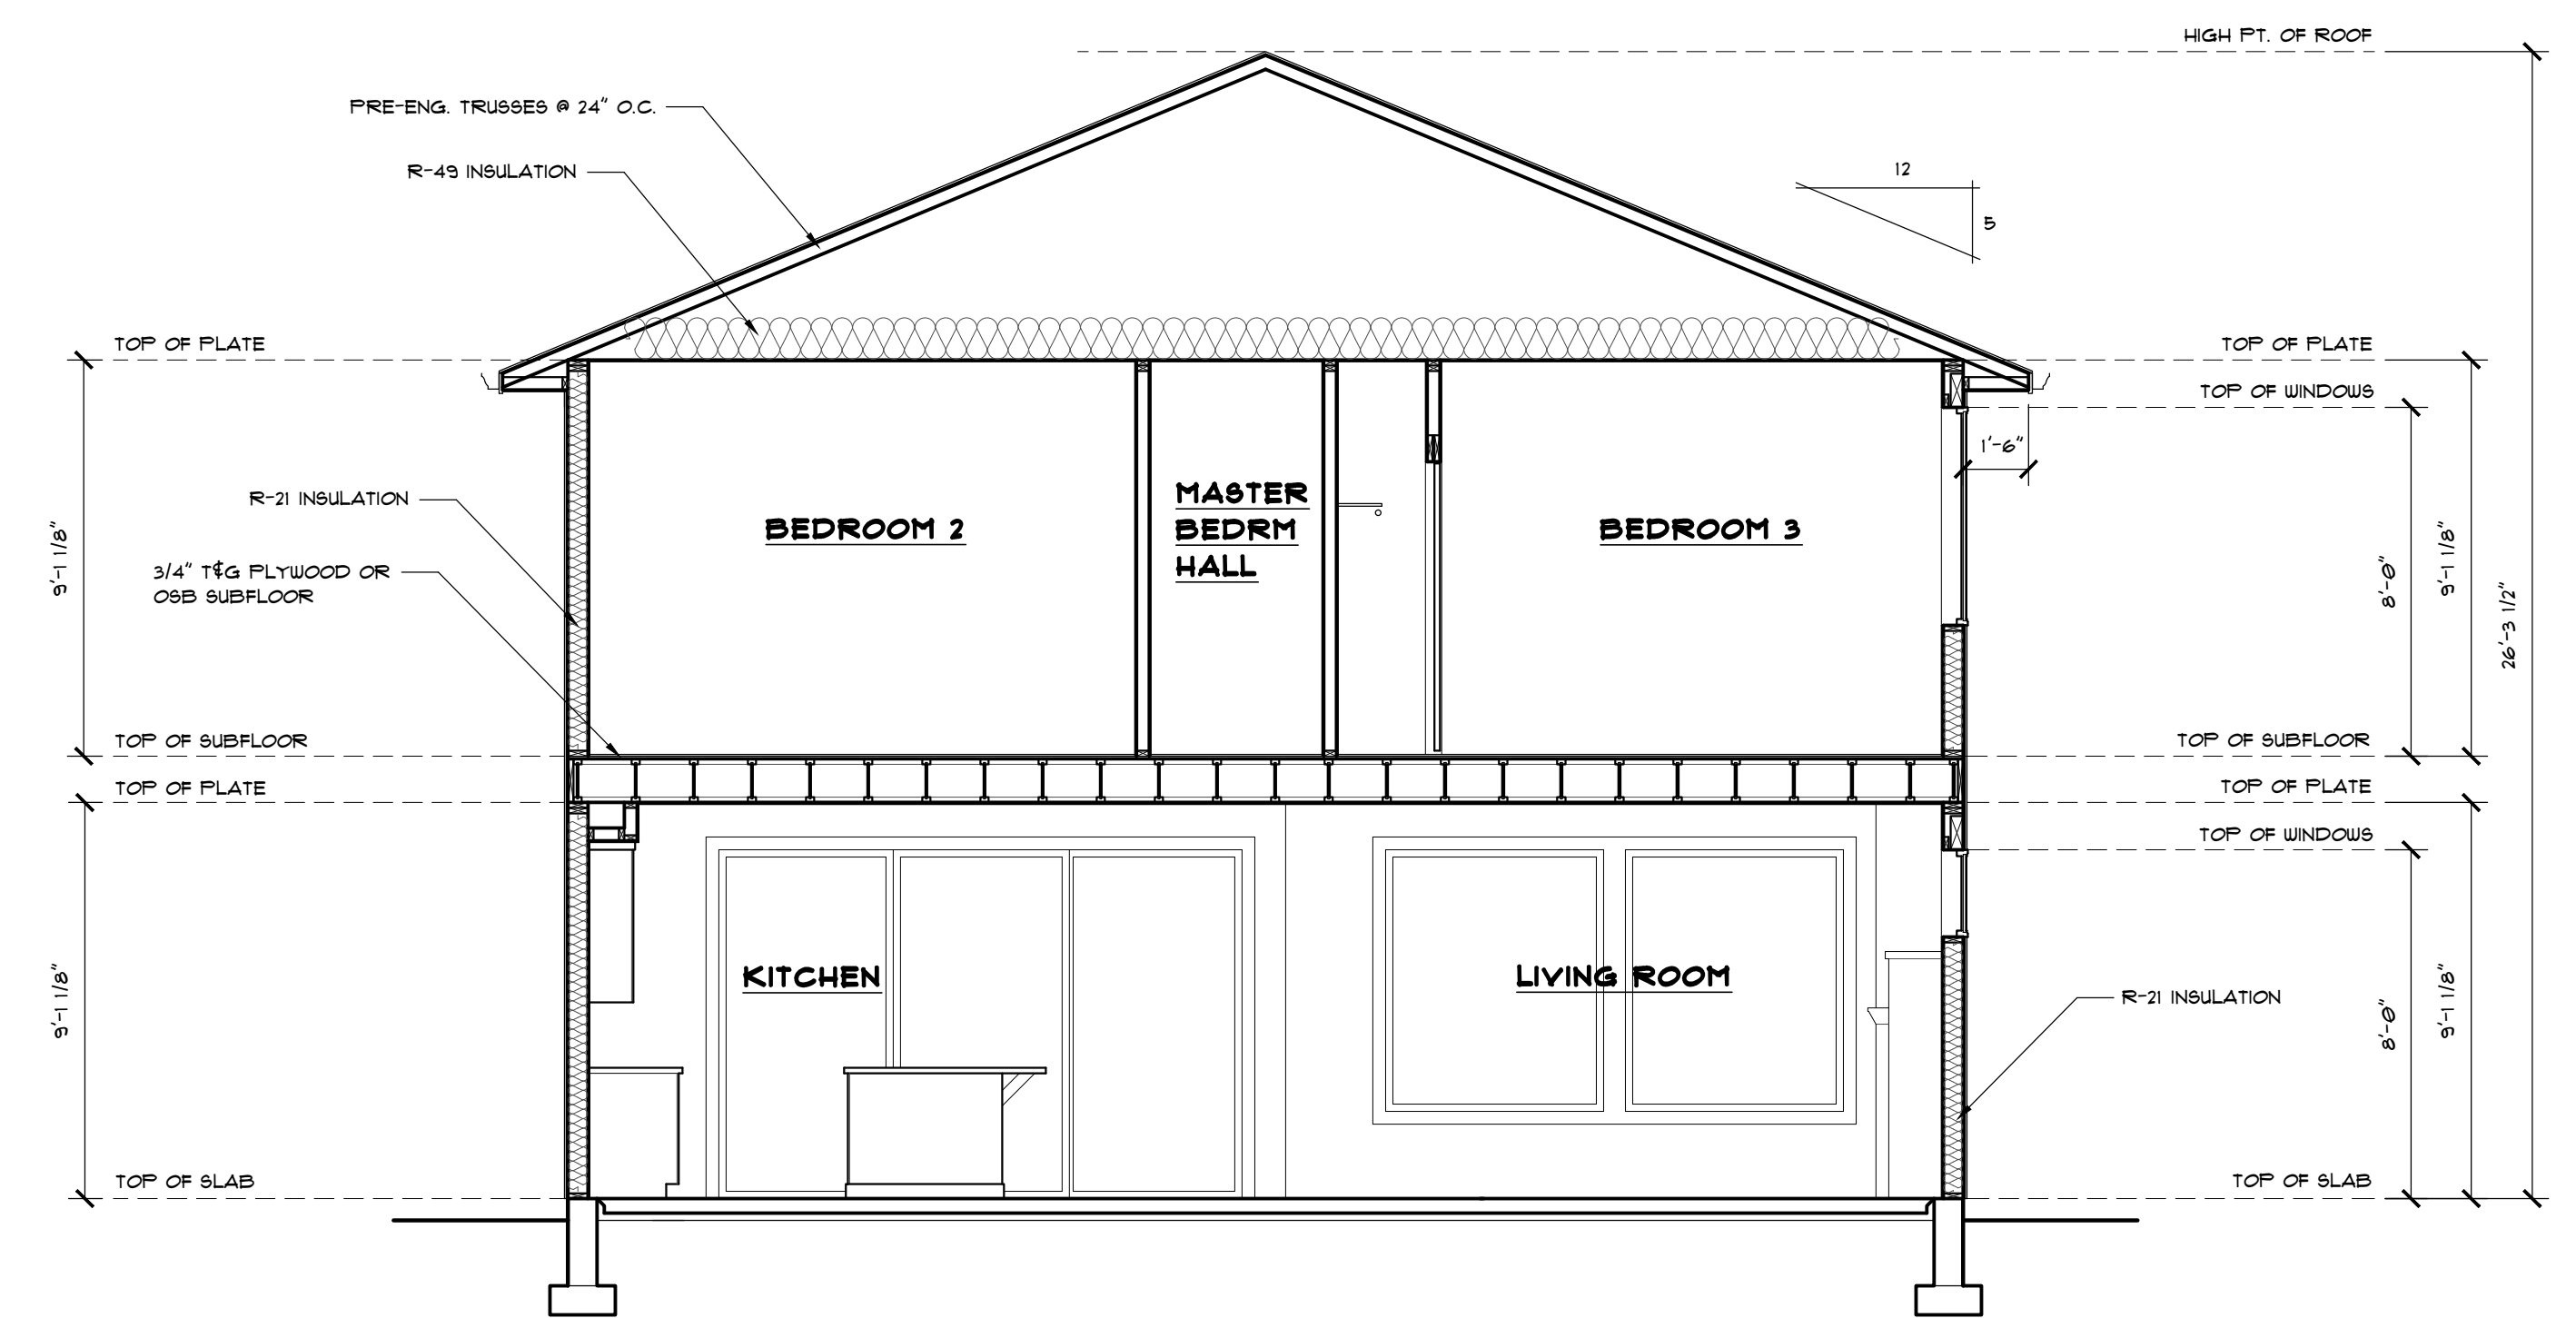 HIGH PT. OF ROOF
PRE-ENG. TRUSSES @ 24" O.C.
R-49 INSULATION
12
5
TOP OF PLATE
TOP OF PLATE
TOP OF WINDOWS
1'-6"
R-21 INSULATION
MASTER
BEDRM
HALL
BEDROOM 2
BEDROOM 3
9'-1 1/8"
3/4" T&G PLYWOOD OR
OSB SUBFLOOR
8'-0"
9'-1 1/8"
26'-3 1/2"
TOP OF SUBFLOOR
TOP OF SUBFLOOR
TOP OF PLATE
TOP OF PLATE
TOP OF WINDOWS
KITCHEN
LIVING ROOM
9'-1 1/8"
R-21 INSULATION
8'-0"
9'-1 1/8"
TOP OF SLAB
TOP OF SLAB